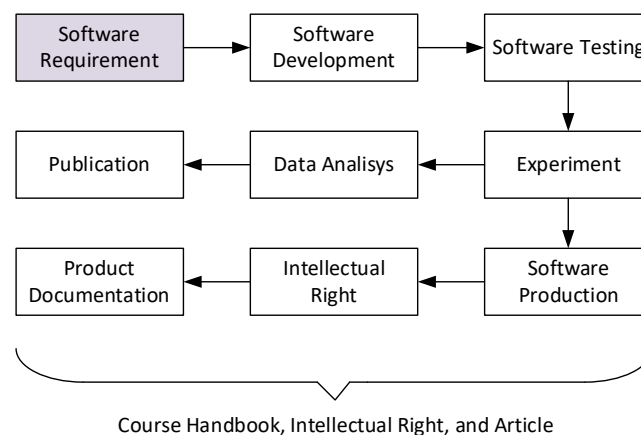 Software
Requirement
Software
Development
Software Testing
Publication
Data Analisys
Experiment
Product
Documentation
Intellectual
Right
Software
Production
Course Handbook, Intellectual Right, and Article